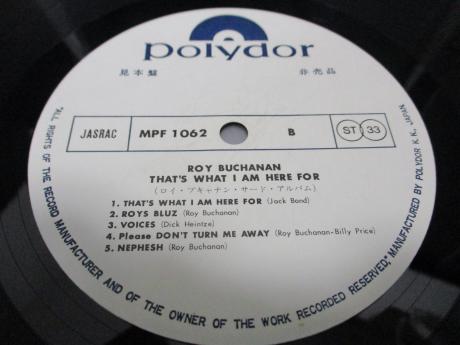 polydor
見本盤 非売品
JASRAC MPF 1062 B ST 33
ROY BUCHANAN
THAT'S WHAT I AM HERE FOR
(ロイ・ブキャナン・サード・アルバム)
1. THAT'S WHAT I AM HERE FOR (Jack Bond)
2. ROYS BLUZ (Roy Buchanan)
3. VOICES (Dick Heintze)
4. Please DON'T TURN ME AWAY (Roy Buchanan-Billy Price)
5. NEPHESH (Roy Buchanan)
"ALL RIGHTS OF THE RECORD MANUFACTURER AND OF THE OWNER OF THE WORK RECORDED RESERVED," MANUFACTURED BY POLYDOR K.K., JAPAN